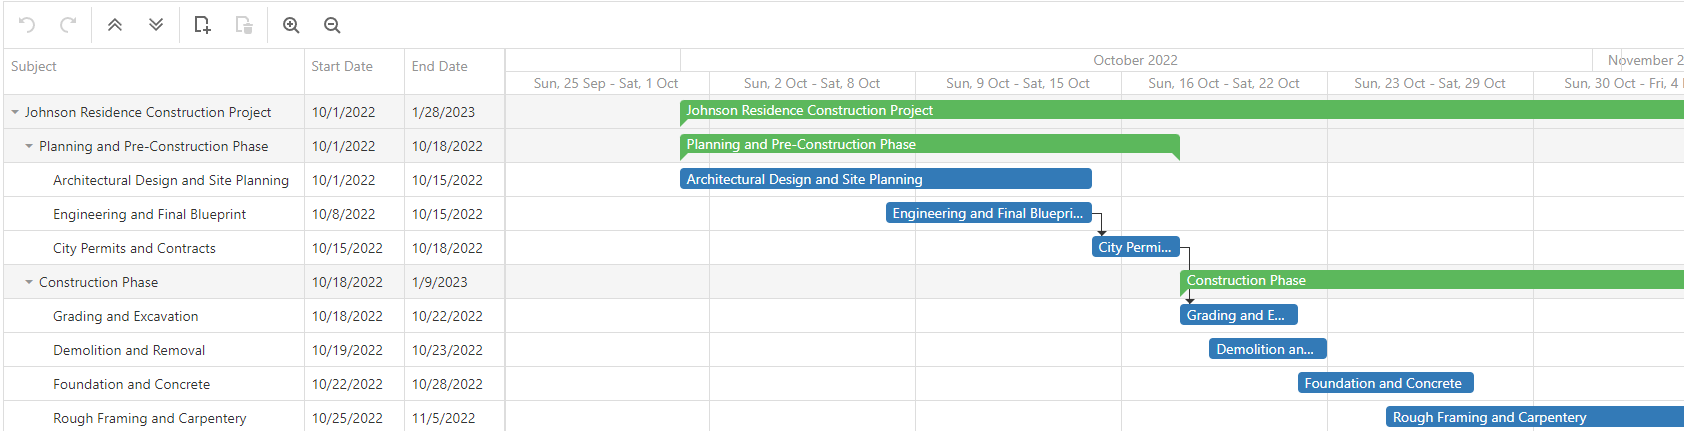 October 2022
November 2
Subject Start Date End Date
Sun, 25 Sep - Sat, 1 Oct Sun, 2 Oct - Sat, 8 Oct Sun, 9 Oct - Sat, 15 Oct Sun, 16 Oct - Sat, 22 Oct Sun, 23 Oct - Sat, 29 Oct Sun, 30 Oct - Fri, 4
Johnson Residence Construction Project 10/1/2022 1/28/2023 Johnson Residence Construction Project
Planning and Pre-Construction Phase 10/1/2022 10/18/2022 Planning and Pre-Construction Phase
Architectural Design and Site Planning 10/1/2022 10/15/2022 Architectural Design and Site Planning
Engineering and Final Blueprint 10/8/2022 10/15/2022 Engineering and Final Bluepri...
City Permits and Contracts 10/15/2022 10/18/2022 City Permi...
Construction Phase 10/18/2022 1/9/2023 Construction Phase
Grading and Excavation 10/18/2022 10/22/2022 Grading and E...
Demolition and Removal 10/19/2022 10/23/2022 Demolition an...
Foundation and Concrete 10/22/2022 10/28/2022 Foundation and Concrete
Rough Framing and Carpentery 10/25/2022 11/5/2022 Rough Framing and Carpentery